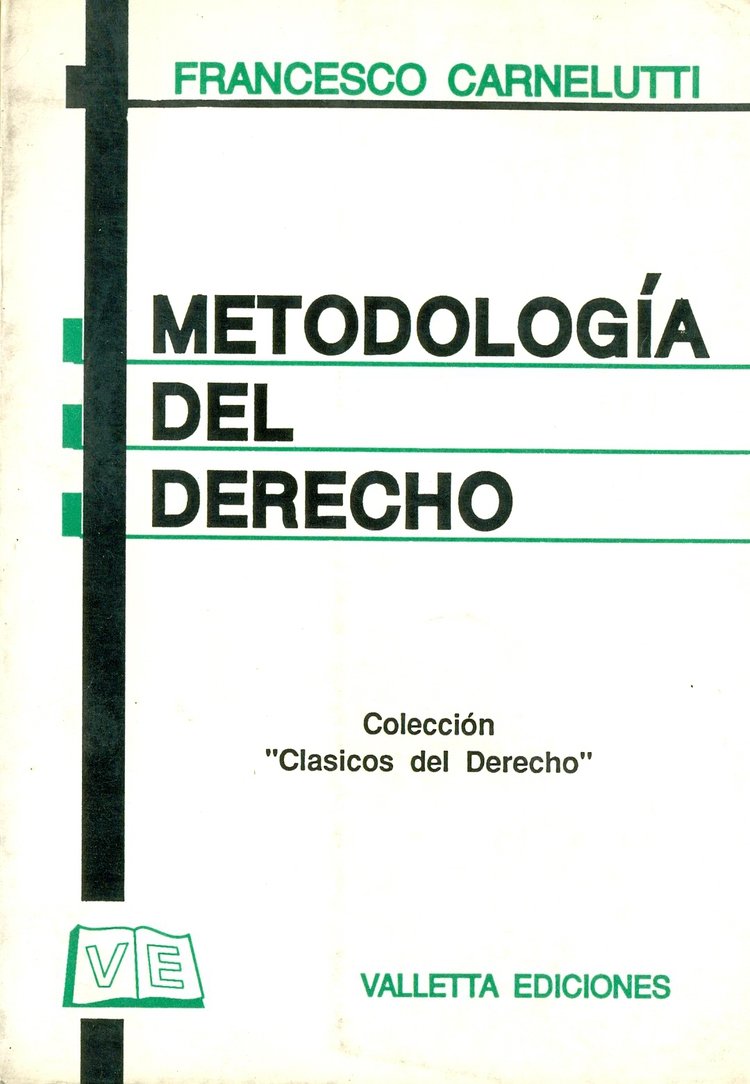 FRANCESCO CARNELUTTI
METODOLOGÍA
DEL
DERECHO
Colección
"Clasicos del Derecho"
VE
VALLETTA EDICIONES